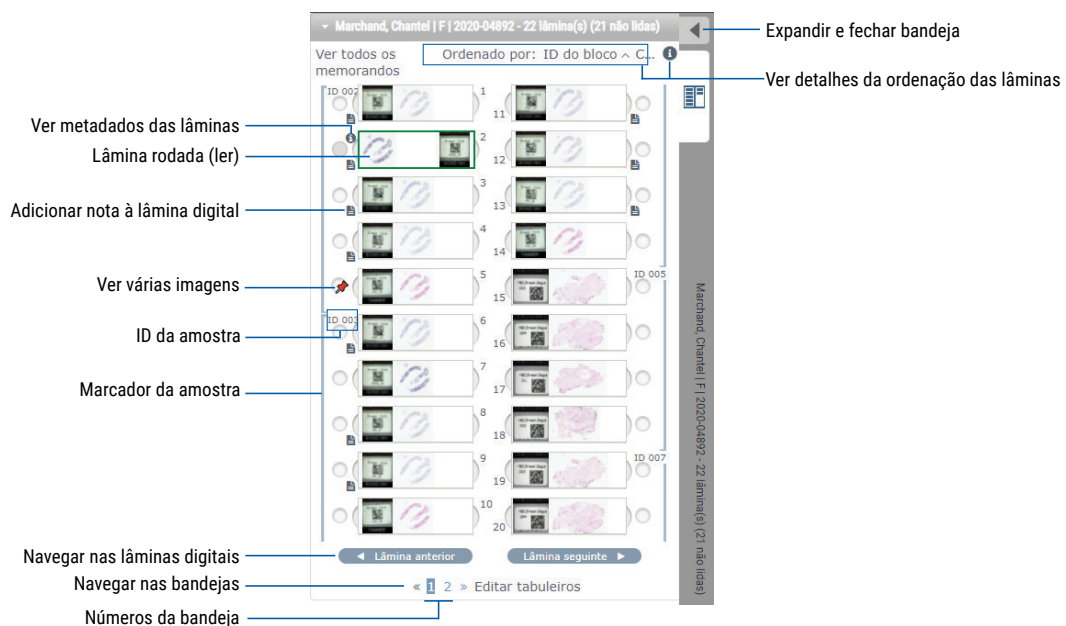 Marchand, Chantel | F | 2020-04892 - 22 lâmina(s) (21 não lidas)
Expandir e fechar bandeja
Ver todos os
memorandos
Ordenado por: ID do bloco ^ C...
Ver detalhes da ordenação das lâminas
ID 002
1
11
Ver metadados das lâminas
2
Lâmina rodada (ler)
12
3
Adicionar nota à lâmina digital
13
4
14
5
ID 005
Ver várias imagens
15
ID 003
6
ID da amostra
16
7
Marcador da amostra
17
8
18
9
ID 007
19
10
20
Marchand, Chantel | F | 2020-04892 - 22 lâmina(s) (21 não lidas)
Navegar nas lâminas digitais
Lâmina anterior
Lâmina seguinte
Navegar nas bandejas
« 1 2 » Editar tabuleiros
Números da bandeja